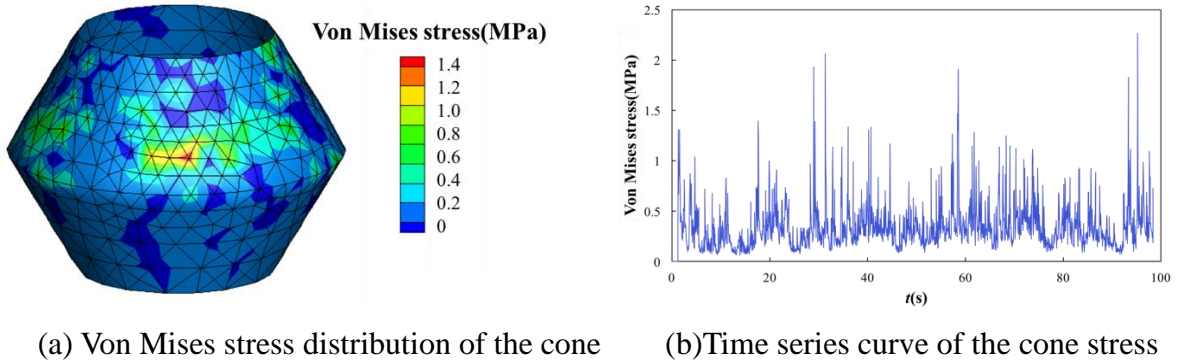 Von Mises stress(MPa)
1.4
1.2
1.0
0.8
0.6
0.4
0.2
0
(b)
Von Mises stress(MPa)
2.5
2
1.5
1
0.5
0
0 20 40 60 80 100
t(s)
(a) Von Mises stress distribution of the cone
(b)Time series curve of the cone stress